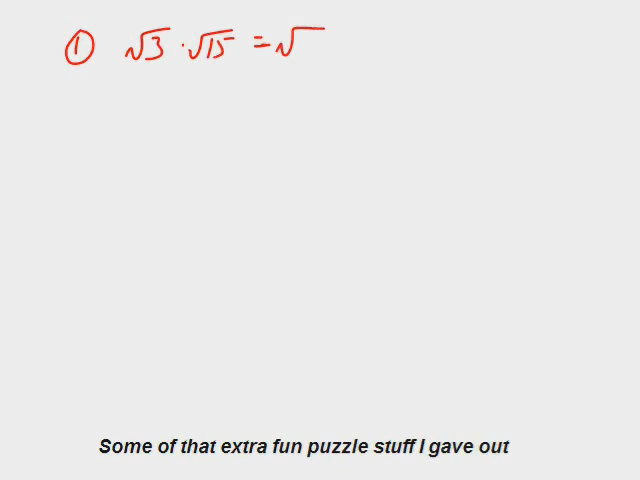 ① √3 · √15 = √
Some of that extra fun puzzle stuff I gave out